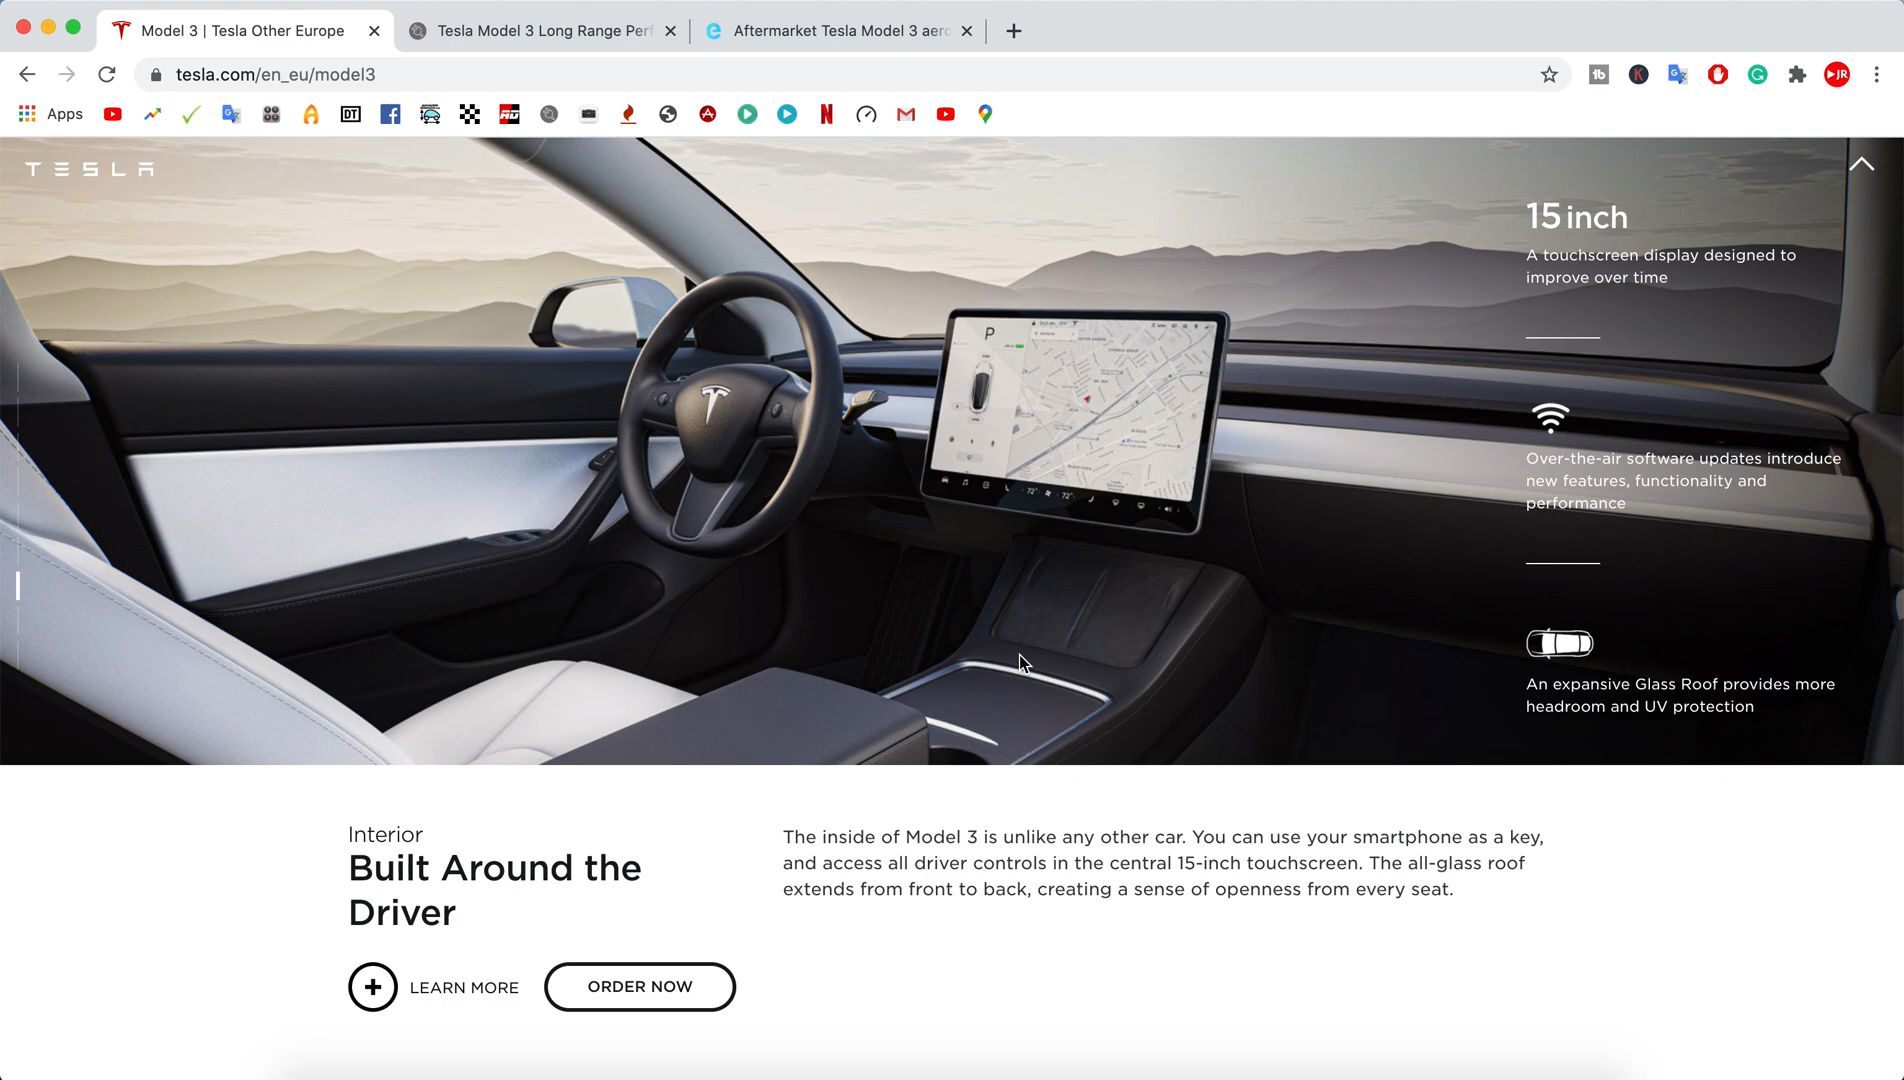 Model 3 | Tesla Other Europe
Tesla Model 3 Long Range Perf
Aftermarket Tesla Model 3 aero
tesla.com/en_eu/model3
Apps
TESLA
P
15 inch
A touchscreen display designed to
improve over time
Over-the-air software updates introduce
new features, functionality and
performance
An expansive Glass Roof provides more
headroom and UV protection
Interior
Built Around the
Driver
The inside of Model 3 is unlike any other car. You can use your smartphone as a key,
and access all driver controls in the central 15-inch touchscreen. The all-glass roof
extends from front to back, creating a sense of openness from every seat.
LEARN MORE
ORDER NOW